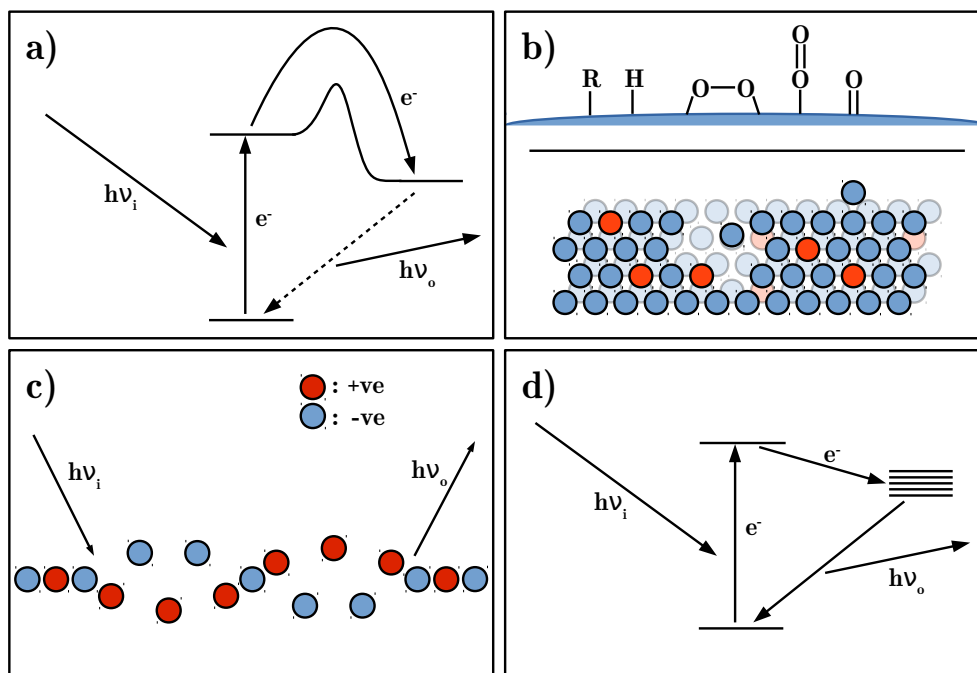 a)
e⁻
hνᵢ
e⁻
hνₒ
b)
O
R H O O O O
c)
: +ve
: -ve
hνᵢ
hνₒ
d)
e⁻
hνᵢ
e⁻
hνₒ